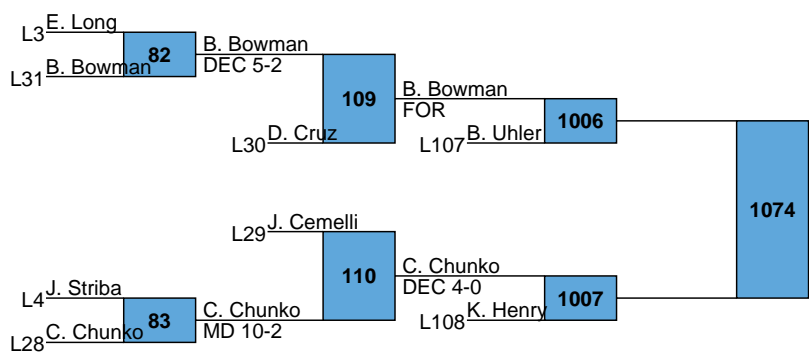 L3 E. Long
82
B. Bowman
DEC 5-2
L31 B. Bowman
109
B. Bowman
FOR
L30 D. Cruz
L107 B. Uhler
1006
1074
L29 J. Cemelli
110
C. Chunko
DEC 4-0
L4 J. Striba
83
C. Chunko
MD 10-2
L28 C. Chunko
L108 K. Henry
1007